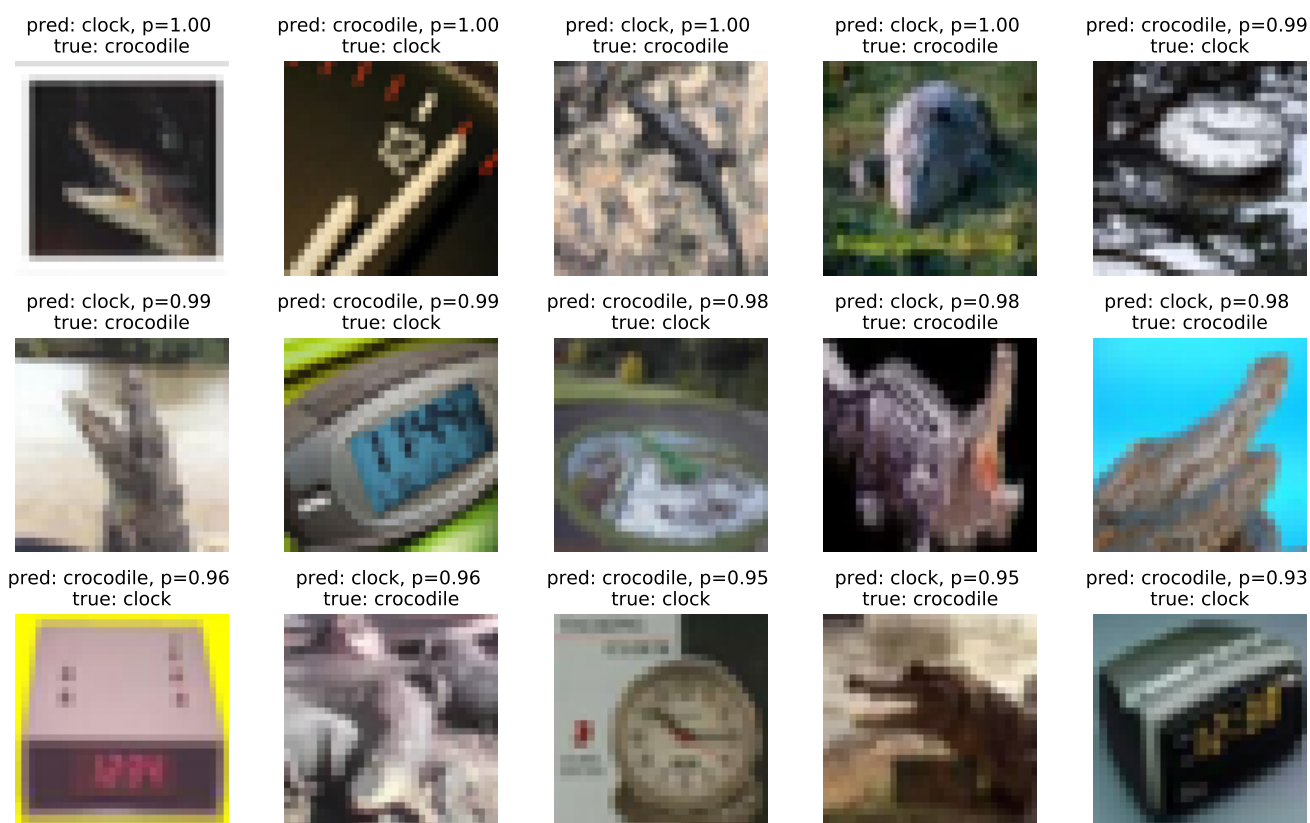 pred: clock, p=1.00
true: crocodile
pred: crocodile, p=1.00
true: clock
pred: clock, p=1.00
true: crocodile
pred: clock, p=1.00
true: crocodile
pred: crocodile, p=0.99
true: clock
pred: clock, p=0.99
true: crocodile
pred: crocodile, p=0.99
true: clock
pred: crocodile, p=0.98
true: clock
pred: clock, p=0.98
true: crocodile
pred: clock, p=0.98
true: crocodile
pred: crocodile, p=0.96
true: clock
pred: clock, p=0.96
true: crocodile
pred: crocodile, p=0.95
true: clock
pred: clock, p=0.95
true: crocodile
pred: crocodile, p=0.93
true: clock